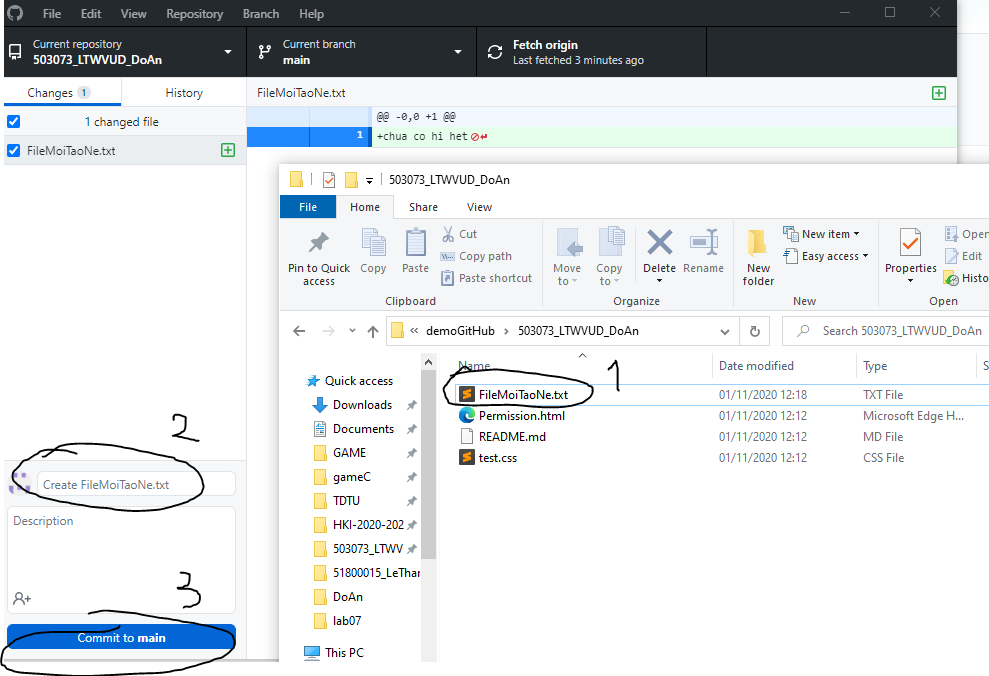 File Edit View Repository Branch Help
Current repository
503073_LTWVUD_DoAn
Current branch
main
Fetch origin
Last fetched 3 minutes ago
Changes 1
History
1 changed file
FileMoiTaoNe.txt
FileMoiTaoNe.txt
@@ -0,0 +1 @@
1 +chua co hi het
503073_LTWVUD_DoAn
File Home Share View
Pin to Quick access
Copy
Paste
Cut
Copy path
Paste shortcut
Clipboard
Move to
Copy to
Delete
Rename
Organize
New folder
New item
Easy access
New
Properties
Open
Edit
Histo
Open
« demoGitHub › 503073_LTWVUD_DoAn
Search 503073_LTWVUD_DoAn
Quick access
Downloads
Documents
GAME
gameC
TDTU
HKI-2020-202
503073_LTWV
51800015_LeThar
DoAn
lab07
This PC
Name Date modified Type S
1
FileMoiTaoNe.txt 01/11/2020 12:18 TXT File
Permission.html 01/11/2020 12:12 Microsoft Edge H...
README.md 01/11/2020 12:12 MD File
test.css 01/11/2020 12:12 CSS File
2
Create FileMoiTaoNe.txt
Description
3
Commit to main